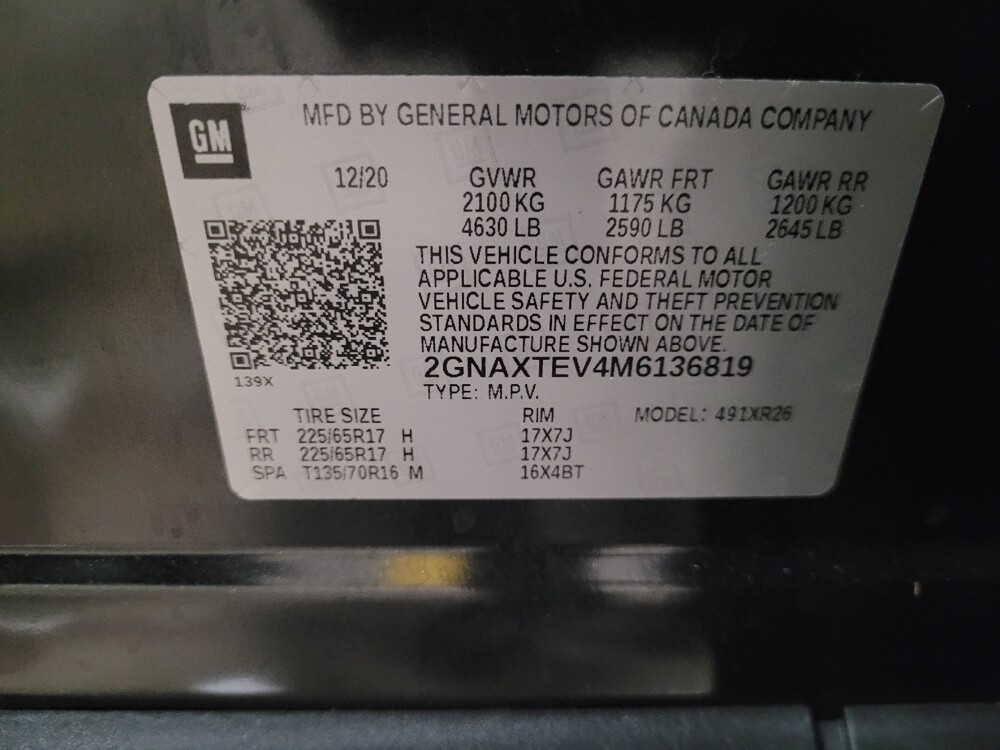 GM
MFD BY GENERAL MOTORS OF CANADA COMPANY
12/20 GVWR GAWR FRT GAWR RR
2100 KG 1175 KG 1200 KG
4630 LB 2590 LB 2645 LB
THIS VEHICLE CONFORMS TO ALL
APPLICABLE U.S. FEDERAL MOTOR
VEHICLE SAFETY AND THEFT PREVENTION
STANDARDS IN EFFECT ON THE DATE OF
MANUFACTURE SHOWN ABOVE.
2GNAXTEV4M6136819
139X
TYPE: M.P.V.
TIRE SIZE RIM MODEL: 491XR26
FRT 225/65R17 H 17X7J
RR 225/65R17 H 17X7J
SPA T135/70R16 M 16X4BT